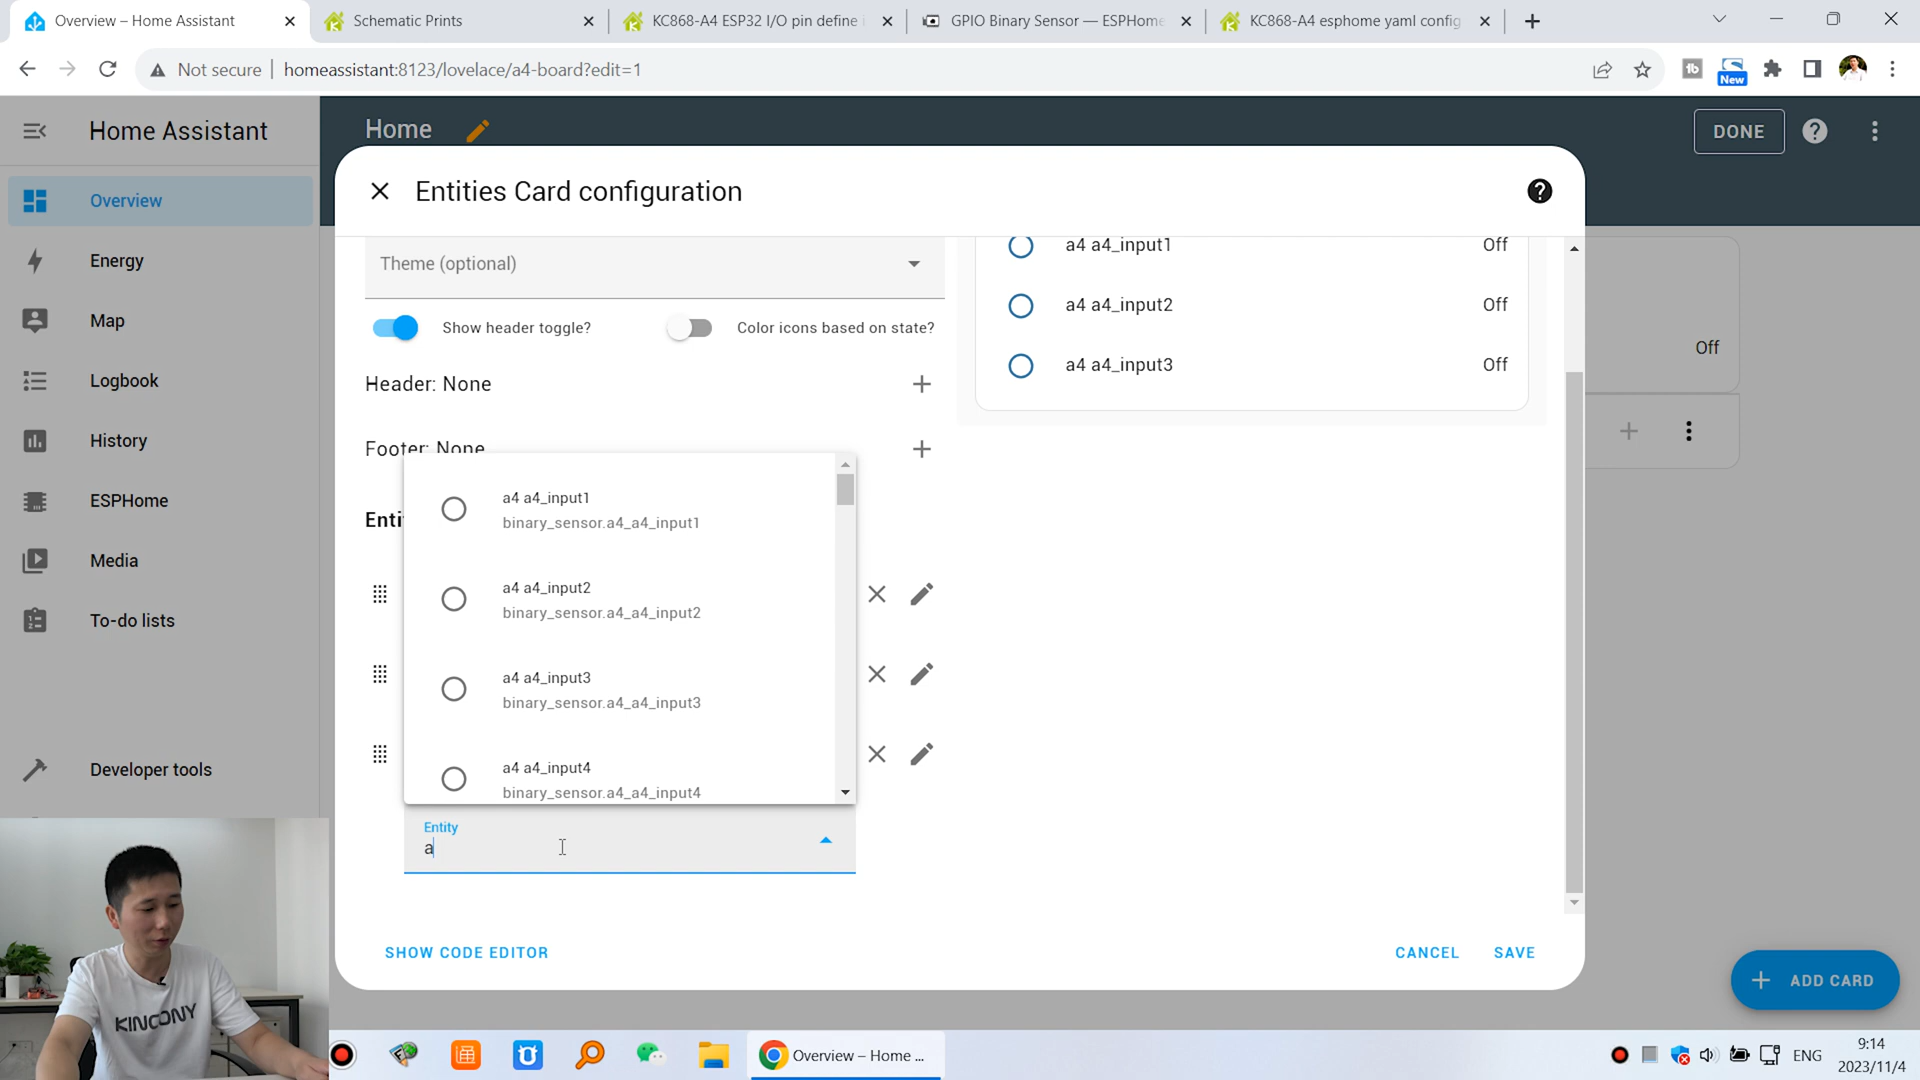 Overview – Home Assistant
Schematic Prints
KC868-A4 ESP32 I/O pin define
GPIO Binary Sensor — ESPHome
KC868-A4 esphome yaml config
Not secure
homeassistant:8123/lovelace/a4-board?edit=1
New
Home Assistant
Home
DONE
Overview
Energy
Map
Logbook
History
ESPHome
Media
To-do lists
Developer tools
Entities Card configuration
Theme (optional)
Show header toggle?
Color icons based on state?
Header: None
Footer: None
Enti
a4 a4_input1
binary_sensor.a4_a4_input1
a4 a4_input2
binary_sensor.a4_a4_input2
a4 a4_input3
binary_sensor.a4_a4_input3
a4 a4_input4
binary_sensor.a4_a4_input4
Entity
a
a4 a4_input1 Off
a4 a4_input2 Off
a4 a4_input3 Off
Off
SHOW CODE EDITOR
CANCEL
SAVE
ADD CARD
KINCONY
Overview – Home ...
ENG
9:14
2023/11/4